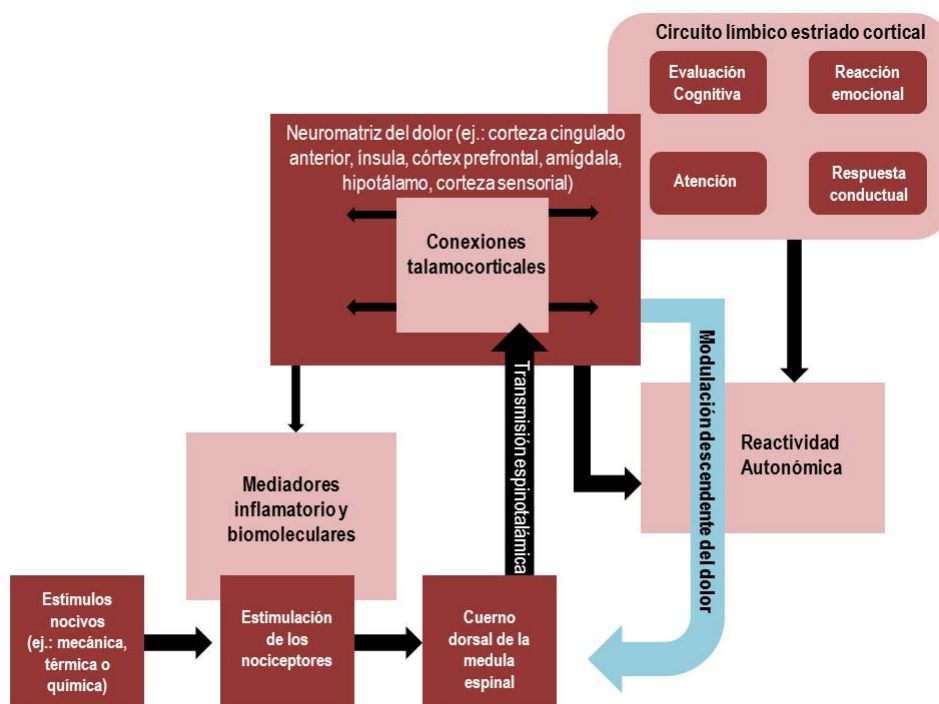 Circuito límbico estriado cortical
Evaluación
Cognitiva
Reacción
emocional
Atención
Respuesta
conductual
Neuromatriz del dolor (ej.: corteza cingulado
anterior, ínsula, córtex prefrontal, amígdala,
hipotálamo, corteza sensorial)
Conexiones
talamocorticales
Transmisión espinotalámica
Modulación descendente del dolor
Reactividad
Autonómica
Mediadores
inflamatorio y
biomoleculares
Estímulos
nocivos
(ej.: mecánica,
térmica o
química)
Estimulación
de los
nociceptores
Cuerno
dorsal de la
medula
espinal